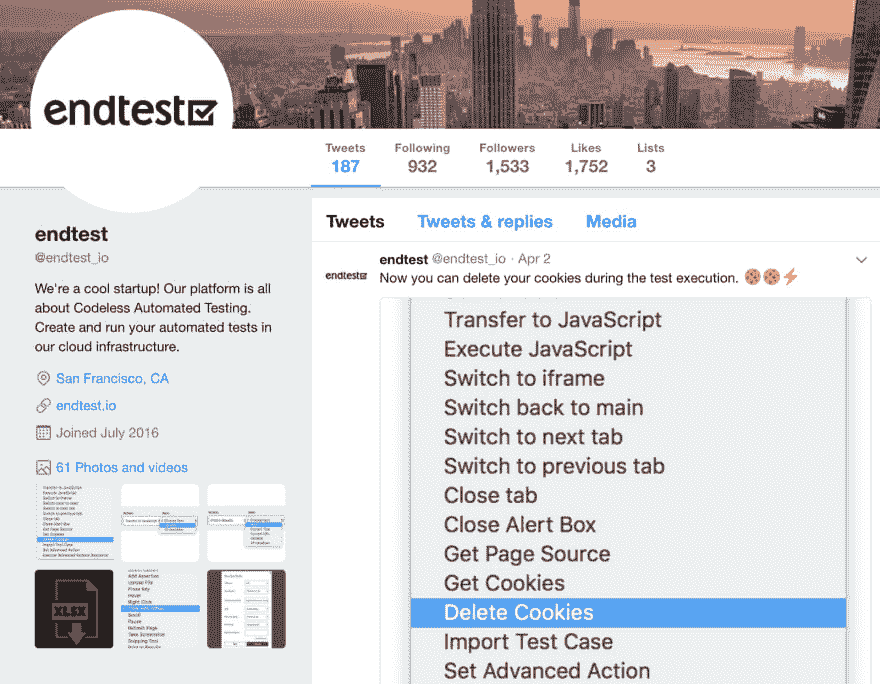 endtest
Tweets
187
Following
932
Followers
1,533
Likes
1,752
Lists
3
endtest
@endtest_io
We're a cool startup! Our platform is all
about Codeless Automated Testing.
Create and run your automated tests in
our cloud infrastructure.
San Francisco, CA
endtest.io
Joined July 2016
61 Photos and videos
XLSX
Tweets Tweets & replies Media
endtest
endtest @endtest_io · Apr 2
Now you can delete your cookies during the test execution. 🍪🍪⚡
Transfer to JavaScript
Execute JavaScript
Switch to iframe
Switch back to main
Switch to next tab
Switch to previous tab
Close tab
Close Alert Box
Get Page Source
Get Cookies
Delete Cookies
Import Test Case
Set Advanced Action